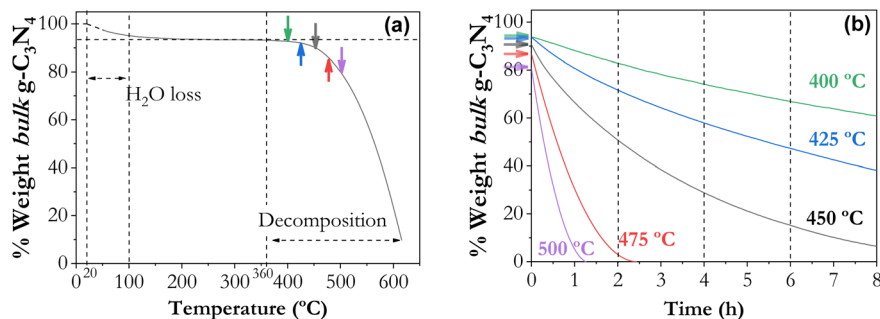 (a)
% Weight bulk g-C₃N₄
100
80
60
40
20
10
0
H₂O loss
Decomposition
0 20 100 200 300 360 400 500 600
Temperature (ºC)
(b)
% Weight bulk g-C₃N₄
100
80
60
40
20
10
0
400 ºC
425 ºC
450 ºC
475 ºC
500 ºC
0 1 2 3 4 5 6 7 8
Time (h)